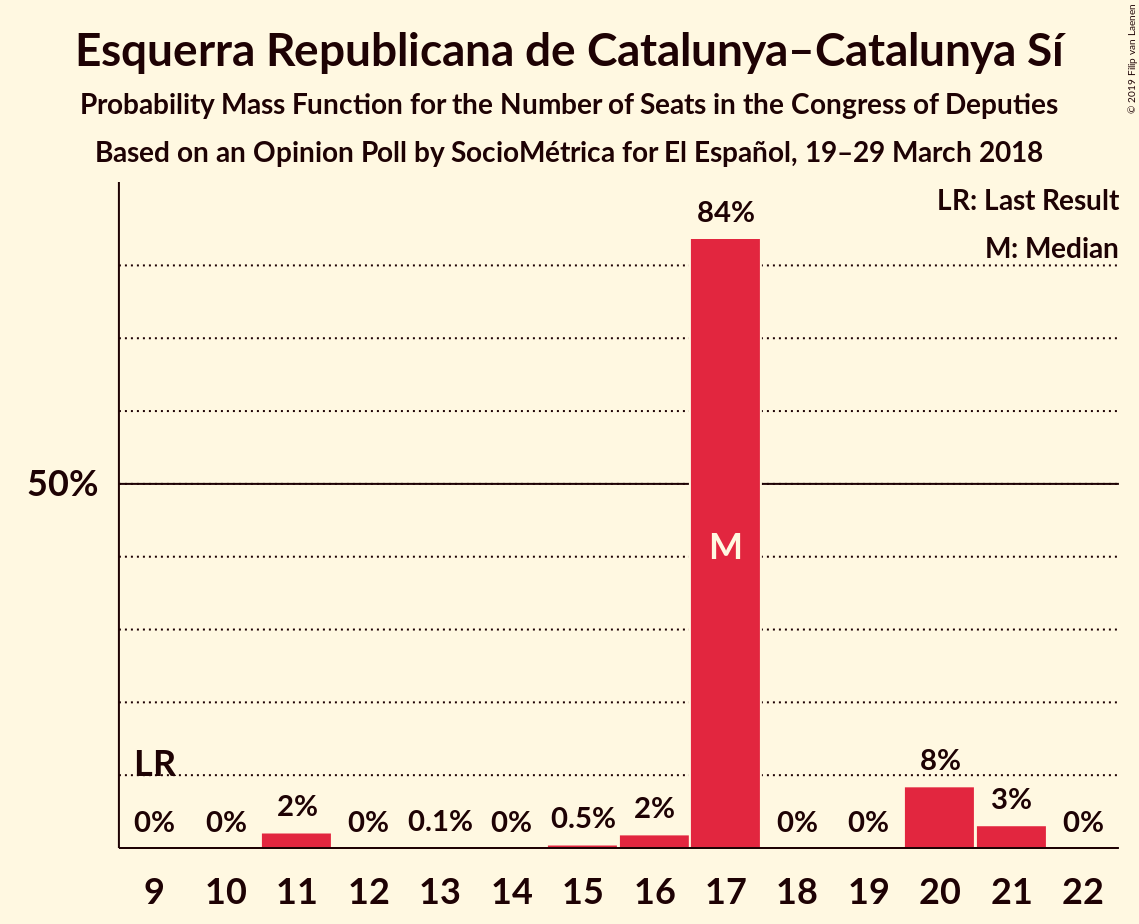 Esquerra Republicana de Catalunya–Catalunya Sí
Probability Mass Function for the Number of Seats in the Congress of Deputies
Based on an Opinion Poll by SocioMétrica for El Español, 19–29 March 2018
© 2019 Filip van Laenen
LR: Last Result
M: Median
84%
50%
M
LR
0% 0% 2% 0% 0.1% 0% 0.5% 2% 0% 0% 8% 3% 0%
9 10 11 12 13 14 15 16 17 18 19 20 21 22